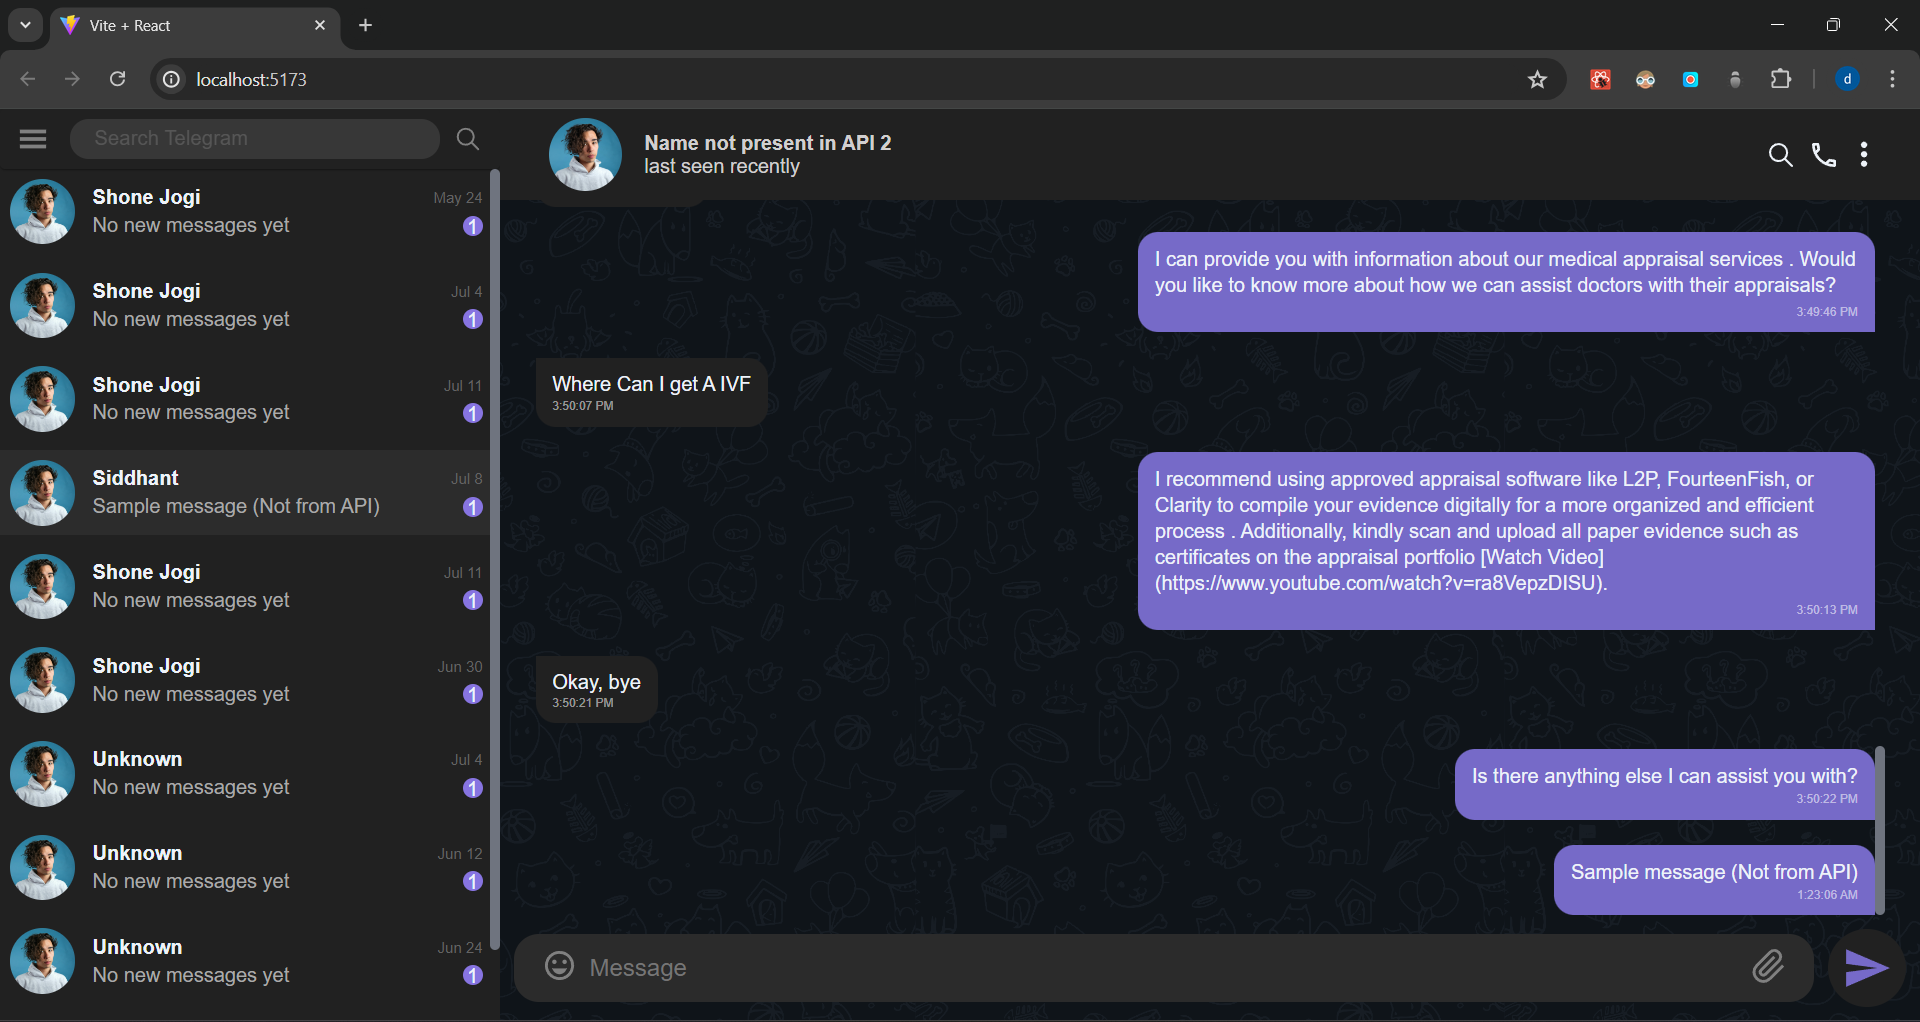 Vite + React
localhost:5173
d
Search Telegram
Shone Jogi
May 24
No new messages yet
1
Shone Jogi
Jul 4
No new messages yet
1
Shone Jogi
Jul 11
No new messages yet
1
Siddhant
Jul 8
Sample message (Not from API)
1
Shone Jogi
Jul 11
No new messages yet
1
Shone Jogi
Jun 30
No new messages yet
1
Unknown
Jul 4
No new messages yet
1
Unknown
Jun 12
No new messages yet
1
Unknown
Jun 24
No new messages yet
1
Name not present in API 2
last seen recently
I can provide you with information about our medical appraisal services . Would
you like to know more about how we can assist doctors with their appraisals?
3:49:46 PM
Where Can I get A IVF
3:50:07 PM
I recommend using approved appraisal software like L2P, FourteenFish, or
Clarity to compile your evidence digitally for a more organized and efficient
process . Additionally, kindly scan and upload all paper evidence such as
certificates on the appraisal portfolio [Watch Video]
(https://www.youtube.com/watch?v=ra8VepzDISU).
3:50:13 PM
Okay, bye
3:50:21 PM
Is there anything else I can assist you with?
3:50:22 PM
Sample message (Not from API)
1:23:06 AM
Message